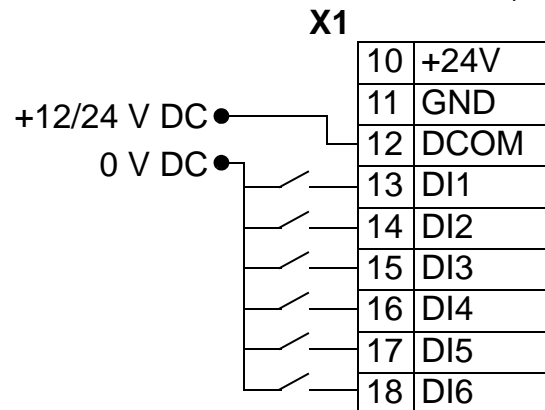 X1
10 +24V
11 GND
+12/24 V DC
12 DCOM
0 V DC
13 DI1
14 DI2
15 DI3
16 DI4
17 DI5
18 DI6